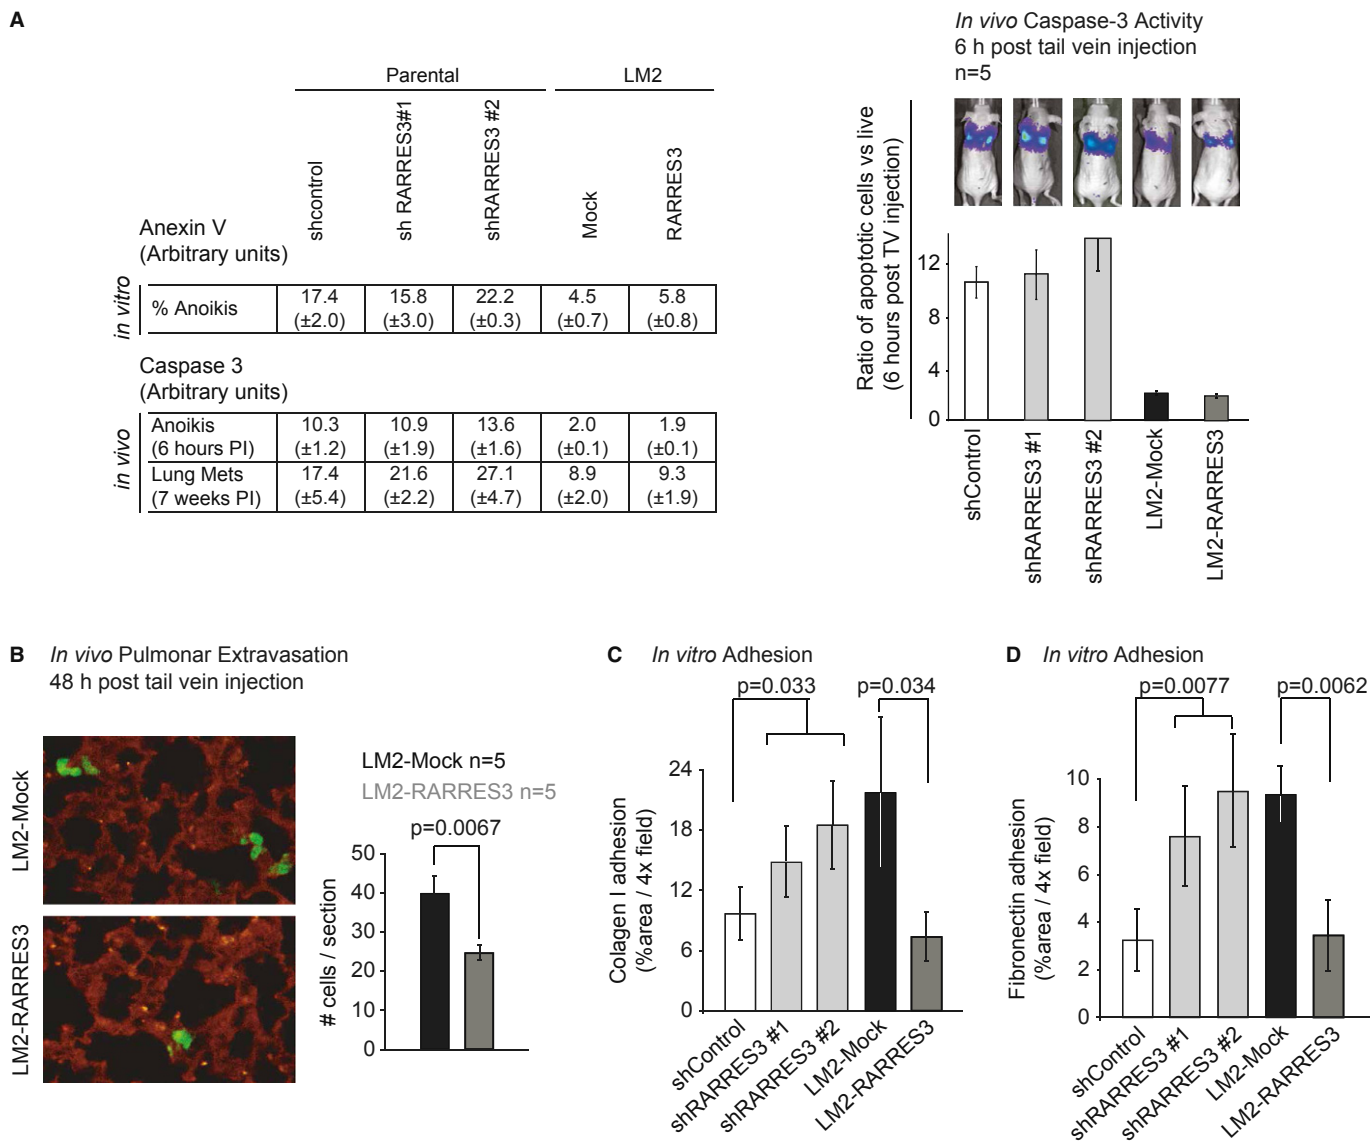 A
Parental LM2
shcontrol
sh RARRES3#1
shRARRES3 #2
Mock
RARRES3
Anexin V
(Arbitrary units)
in vitro
% Anoikis 17.4 15.8 22.2 4.5 5.8
(±2.0) (±3.0) (±0.3) (±0.7) (±0.8)
Caspase 3
(Arbitrary units)
in vivo
Anoikis 10.3 10.9 13.6 2.0 1.9
(6 hours PI) (±1.2) (±1.9) (±1.6) (±0.1) (±0.1)
Lung Mets 17.4 21.6 27.1 8.9 9.3
(7 weeks PI) (±5.4) (±2.2) (±4.7) (±2.0) (±1.9)
In vivo Caspase-3 Activity
6 h post tail vein injection
n=5
Ratio of apoptotic cells vs live
(6 hours post TV injection)
12
8
4
0
shControl
shRARRES3 #1
shRARRES3 #2
LM2-Mock
LM2-RARRES3
B In vivo Pulmonar Extravasation
48 h post tail vein injection
LM2-Mock
LM2-RARRES3
LM2-Mock n=5
LM2-RARRES3 n=5
p=0.0067
# cells / section
50
40
30
20
10
0
C In vitro Adhesion
p=0.033 p=0.034
Colagen I adhesion
(%area / 4x field)
24
18
12
6
0
shControl
shRARRES3 #1
shRARRES3 #2
LM2-Mock
LM2-RARRES3
D In vitro Adhesion
p=0.0077 p=0.0062
Fibronectin adhesion
(%area / 4x field)
10
8
6
4
2
0
shControl
shRARRES3 #1
shRARRES3 #2
LM2-Mock
LM2-RARRES3